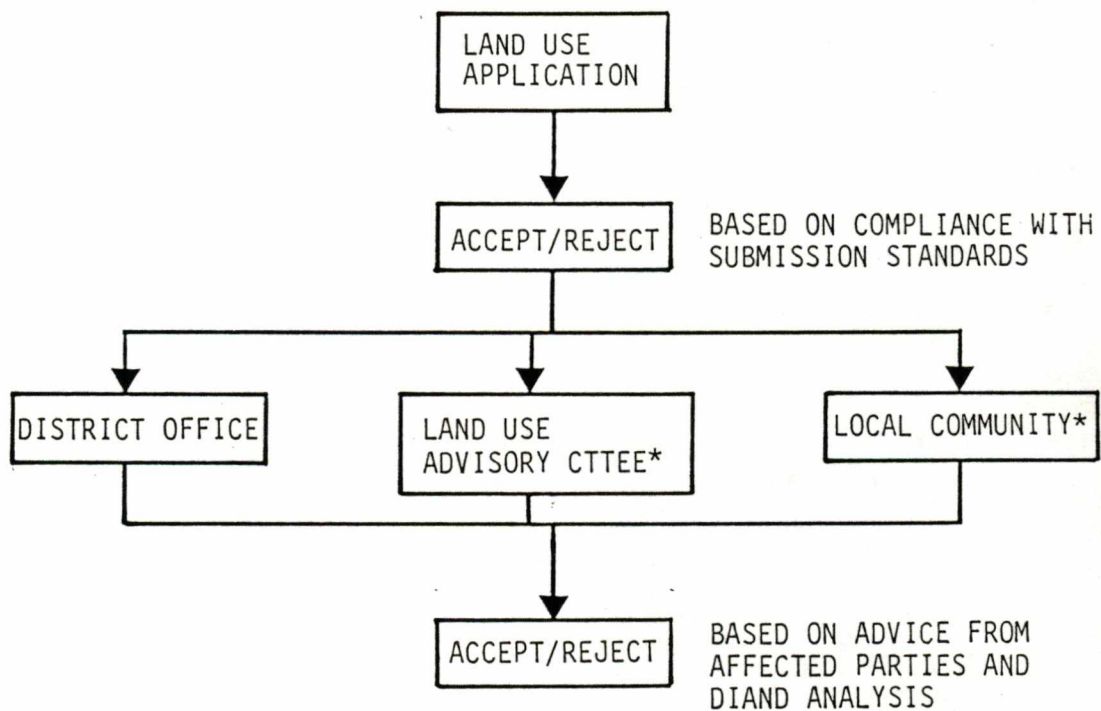 LAND USE
APPLICATION
ACCEPT/REJECT
BASED ON COMPLIANCE WITH
SUBMISSION STANDARDS
DISTRICT OFFICE
LAND USE
ADVISORY CTTEE*
LOCAL COMMUNITY*
ACCEPT/REJECT
BASED ON ADVICE FROM
AFFECTED PARTIES AND
DIAND ANALYSIS